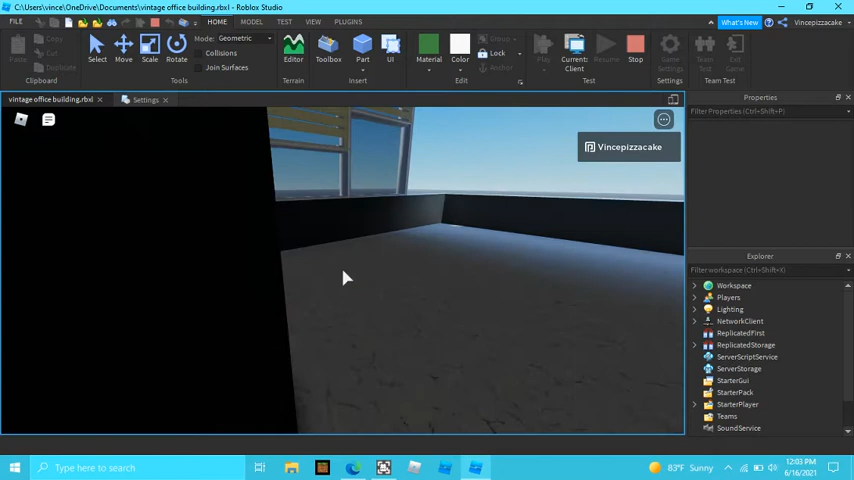 C:\Users\vince\OneDrive\Documents\vintage office building.rbxl - Roblox Studio
FILE HOME MODEL TEST VIEW PLUGINS What's New Vincepizzacake
Paste Copy Cut Duplicate
Select Move Scale Rotate
Mode: Geometric
Collisions
Join Surfaces
Editor Toolbox Part UI Material Color
Group Lock Anchor
Play Current: Client Resume Stop Game Settings Team Test Exit Game
Clipboard Tools Terrain Insert Edit Test Settings Team Test
vintage office building.rbxl Settings
Vincepizzacake
Properties
Filter Properties (Ctrl+Shift+P)
Explorer
Filter workspace (Ctrl+Shift+X)
Workspace
Players
Lighting
NetworkClient
ReplicatedFirst
ReplicatedStorage
ServerScriptService
ServerStorage
StarterGui
StarterPack
StarterPlayer
Teams
SoundService
Type here to search
83°F Sunny
12:03 PM
6/16/2021